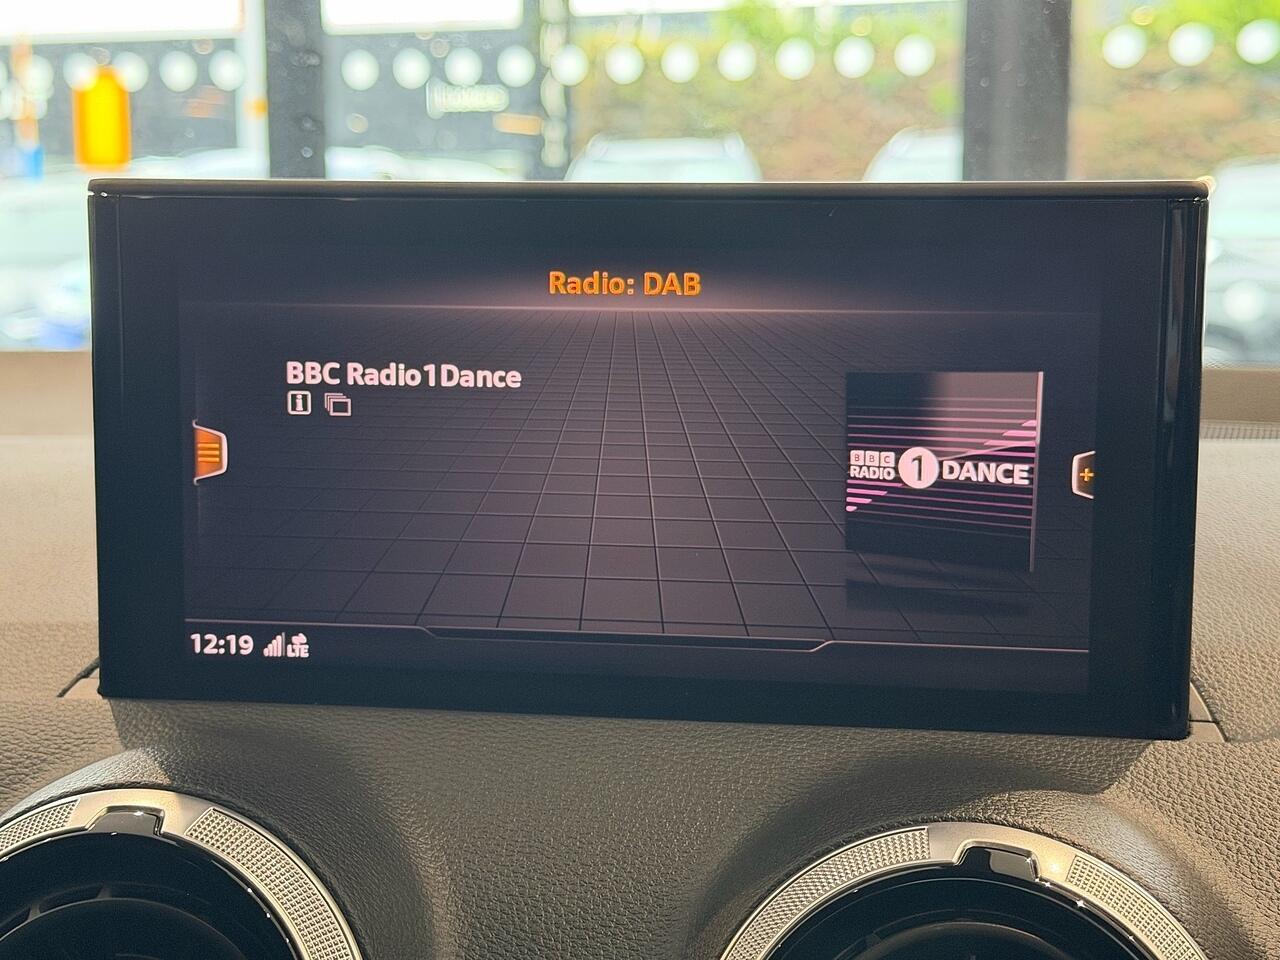 Radio: DAB
BBC Radio1Dance
BBC
RADIO 1 DANCE
12:19 LTE